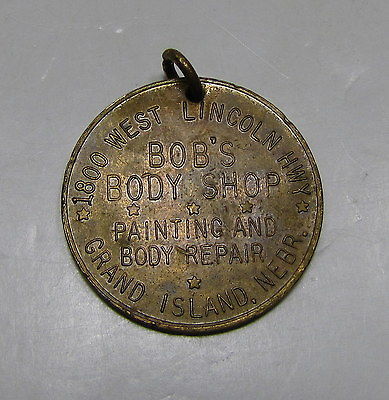 1800 WEST LINCOLN HWY
BOB'S
BODY SHOP
PAINTING AND
BODY REPAIR
GRAND ISLAND, NEBR.